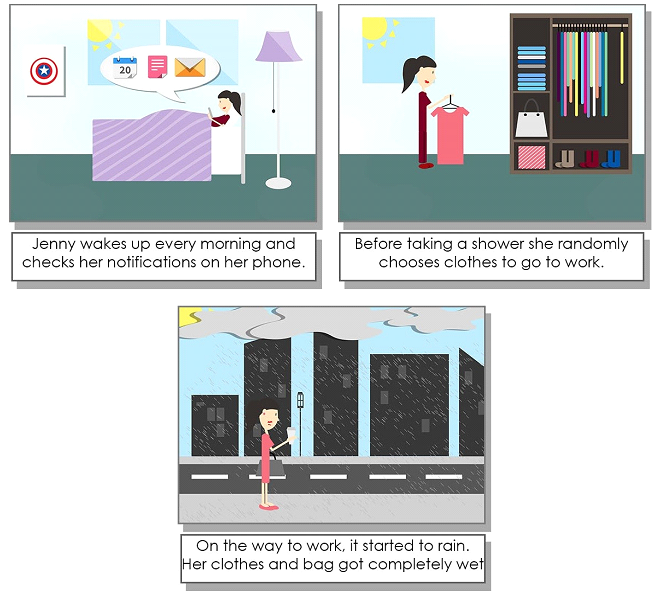 20
Jenny wakes up every morning and
checks her notifications on her phone.
Before taking a shower she randomly
chooses clothes to go to work.
On the way to work, it started to rain.
Her clothes and bag got completely wet